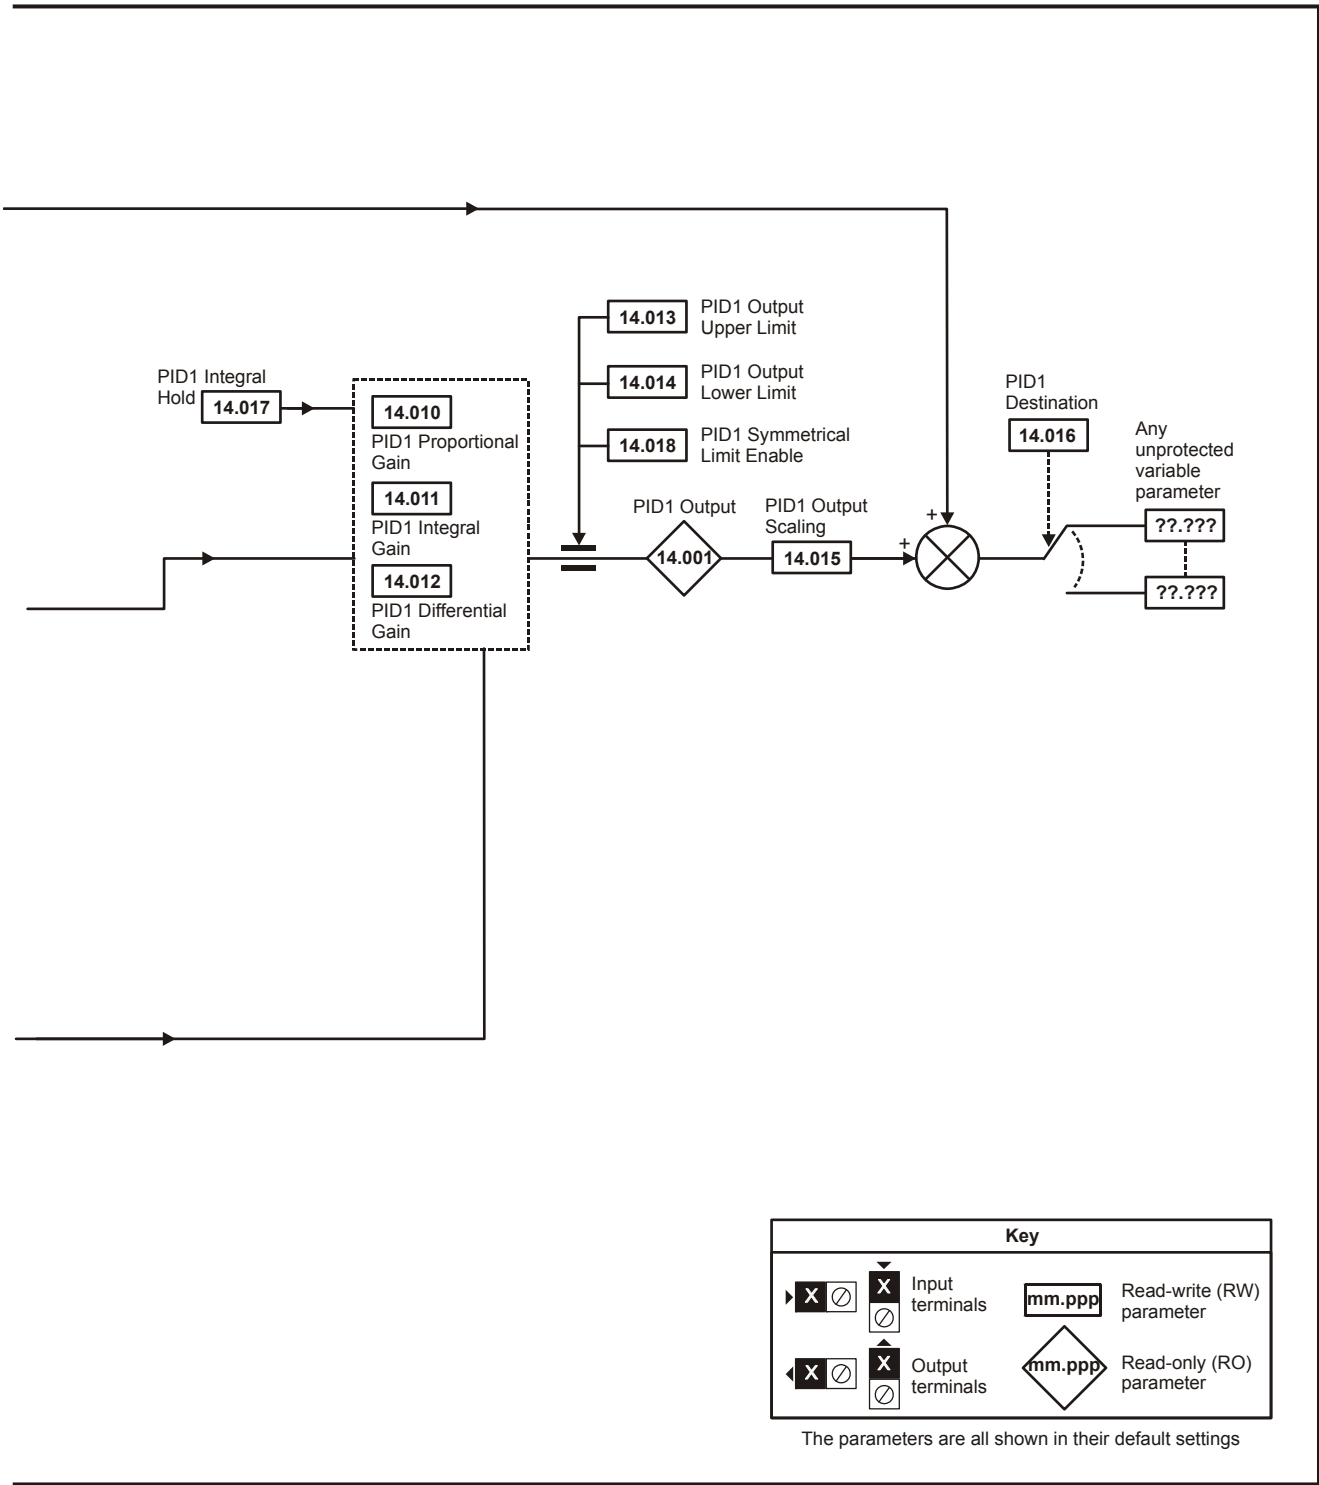 14.013
PID1 Output
Upper Limit
PID1 Integral
Hold
14.017
14.014
PID1 Output
Lower Limit
PID1
Destination
14.010
PID1 Proportional
Gain
14.018
PID1 Symmetrical
Limit Enable
14.016
Any
unprotected
variable
parameter
14.011
PID1 Integral
Gain
PID1 Output
14.001
PID1 Output
Scaling
14.015
+
+
??.???
??.???
14.012
PID1 Differential
Gain
Key
X
X
Input
terminals
mm.ppp
Read-write (RW)
parameter
X
X
Output
terminals
mm.ppp
Read-only (RO)
parameter
The parameters are all shown in their default settings